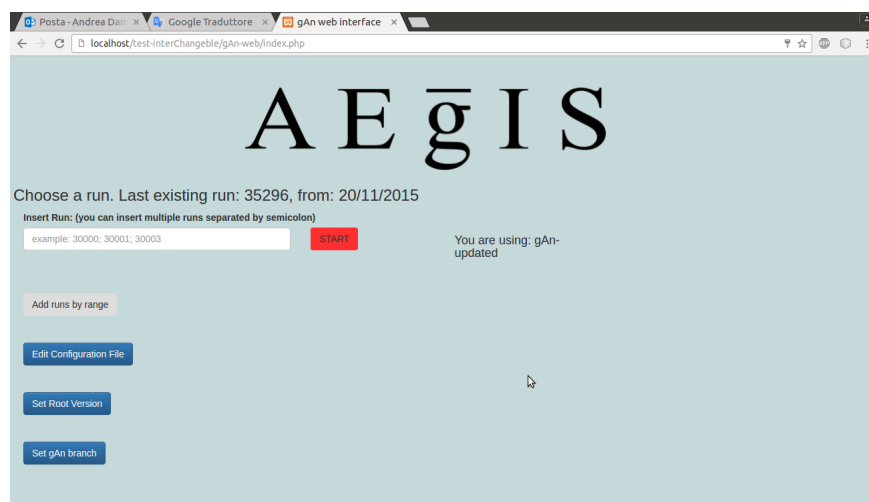 Posta - Andrea Dan
Google Traduttore
gAn web interface
localhost/test-interChangeble/gAn-web/index.php
AEḡIS
Choose a run. Last existing run: 35296, from: 20/11/2015
Insert Run: (you can insert multiple runs separated by semicolon)
example: 30000; 30001; 30003
START
You are using: gAn-
updated
Add runs by range
Edit Configuration File
Set Root Version
Set gAn branch